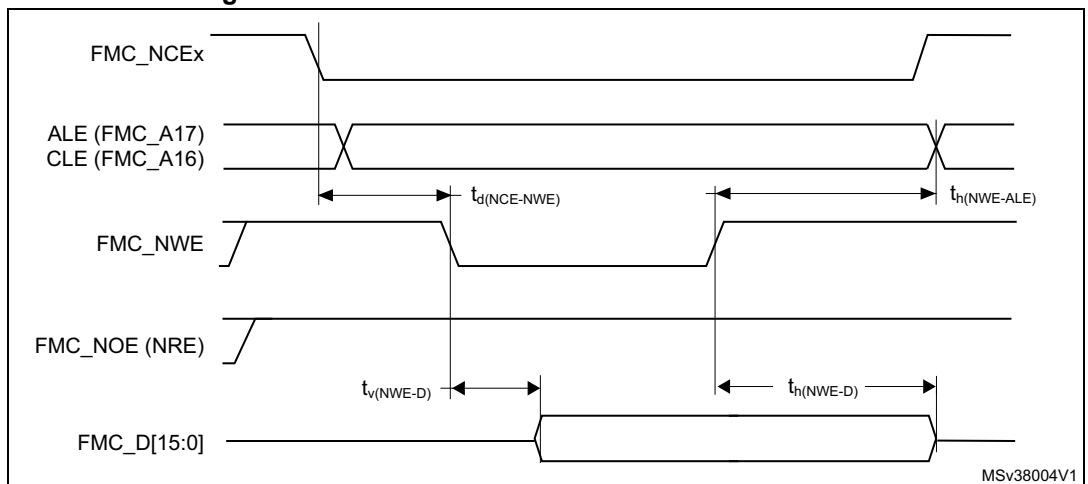 FMC_NCEx
ALE (FMC_A17)
CLE (FMC_A16)
td(NCE-NWE)
th(NWE-ALE)
FMC_NWE
FMC_NOE (NRE)
tv(NWE-D)
th(NWE-D)
FMC_D[15:0]
MSv38004V1